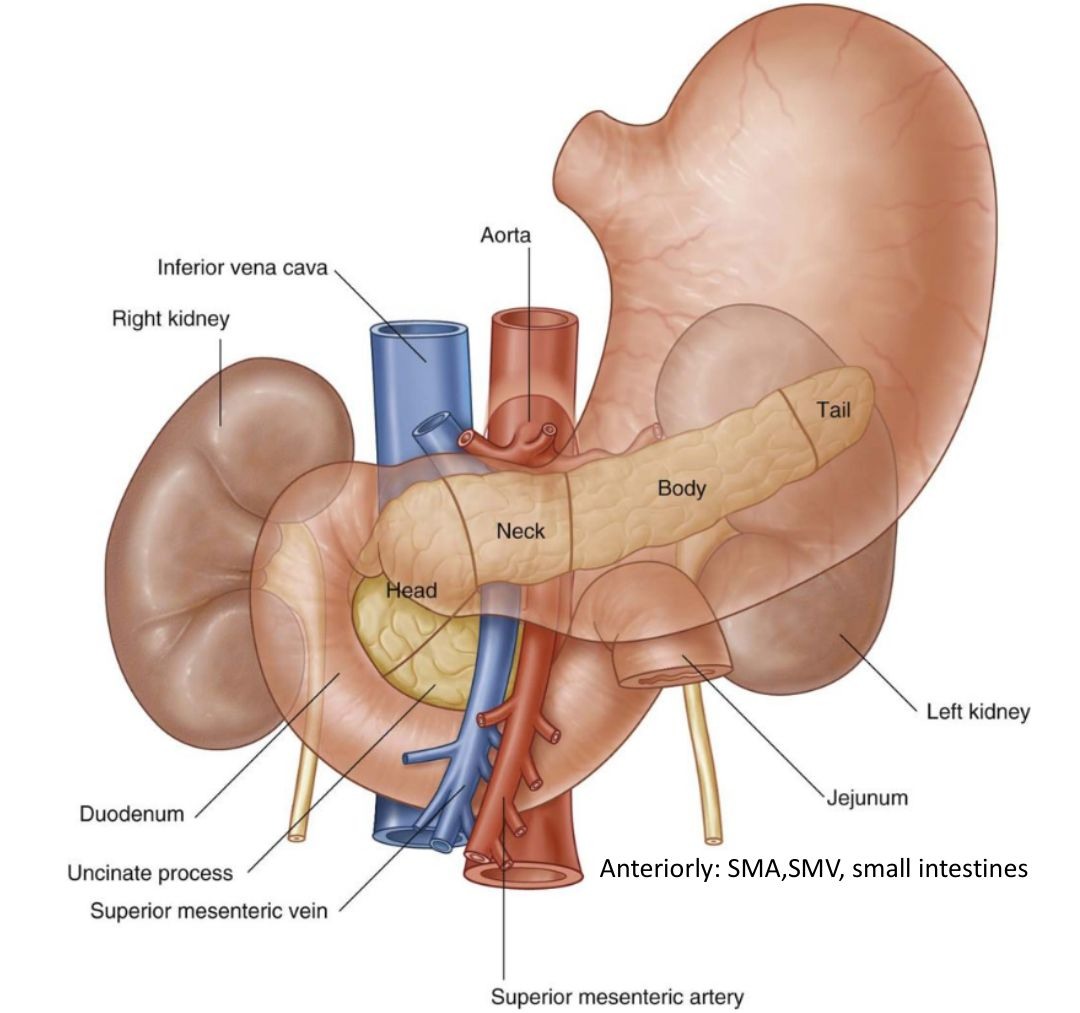 Aorta
Inferior vena cava
Right kidney
Tail
Body
Neck
Head
Left kidney
Jejunum
Duodenum
Anteriorly: SMA,SMV, small intestines
Uncinate process
Superior mesenteric vein
Superior mesenteric artery